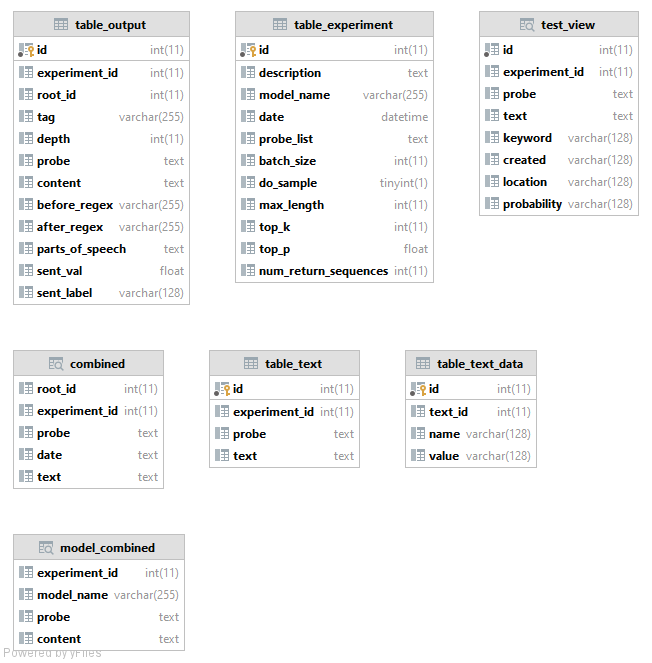 table_output
id int(11)
experiment_id int(11)
root_id int(11)
tag varchar(255)
depth int(11)
probe text
content text
before_regex varchar(255)
after_regex varchar(255)
parts_of_speech text
sent_val float
sent_label varchar(128)
table_experiment
id int(11)
description text
model_name varchar(255)
date datetime
probe_list text
batch_size int(11)
do_sample tinyint(1)
max_length int(11)
top_k int(11)
top_p float
num_return_sequences int(11)
test_view
id int(11)
experiment_id int(11)
probe text
text text
keyword varchar(128)
created varchar(128)
location varchar(128)
probability varchar(128)
combined
root_id int(11)
experiment_id int(11)
probe text
date text
text text
table_text
id int(11)
experiment_id int(11)
probe text
text text
table_text_data
id int(11)
text_id int(11)
name varchar(128)
value varchar(128)
model_combined
experiment_id int(11)
model_name varchar(255)
probe text
content text
Powered by yFiles